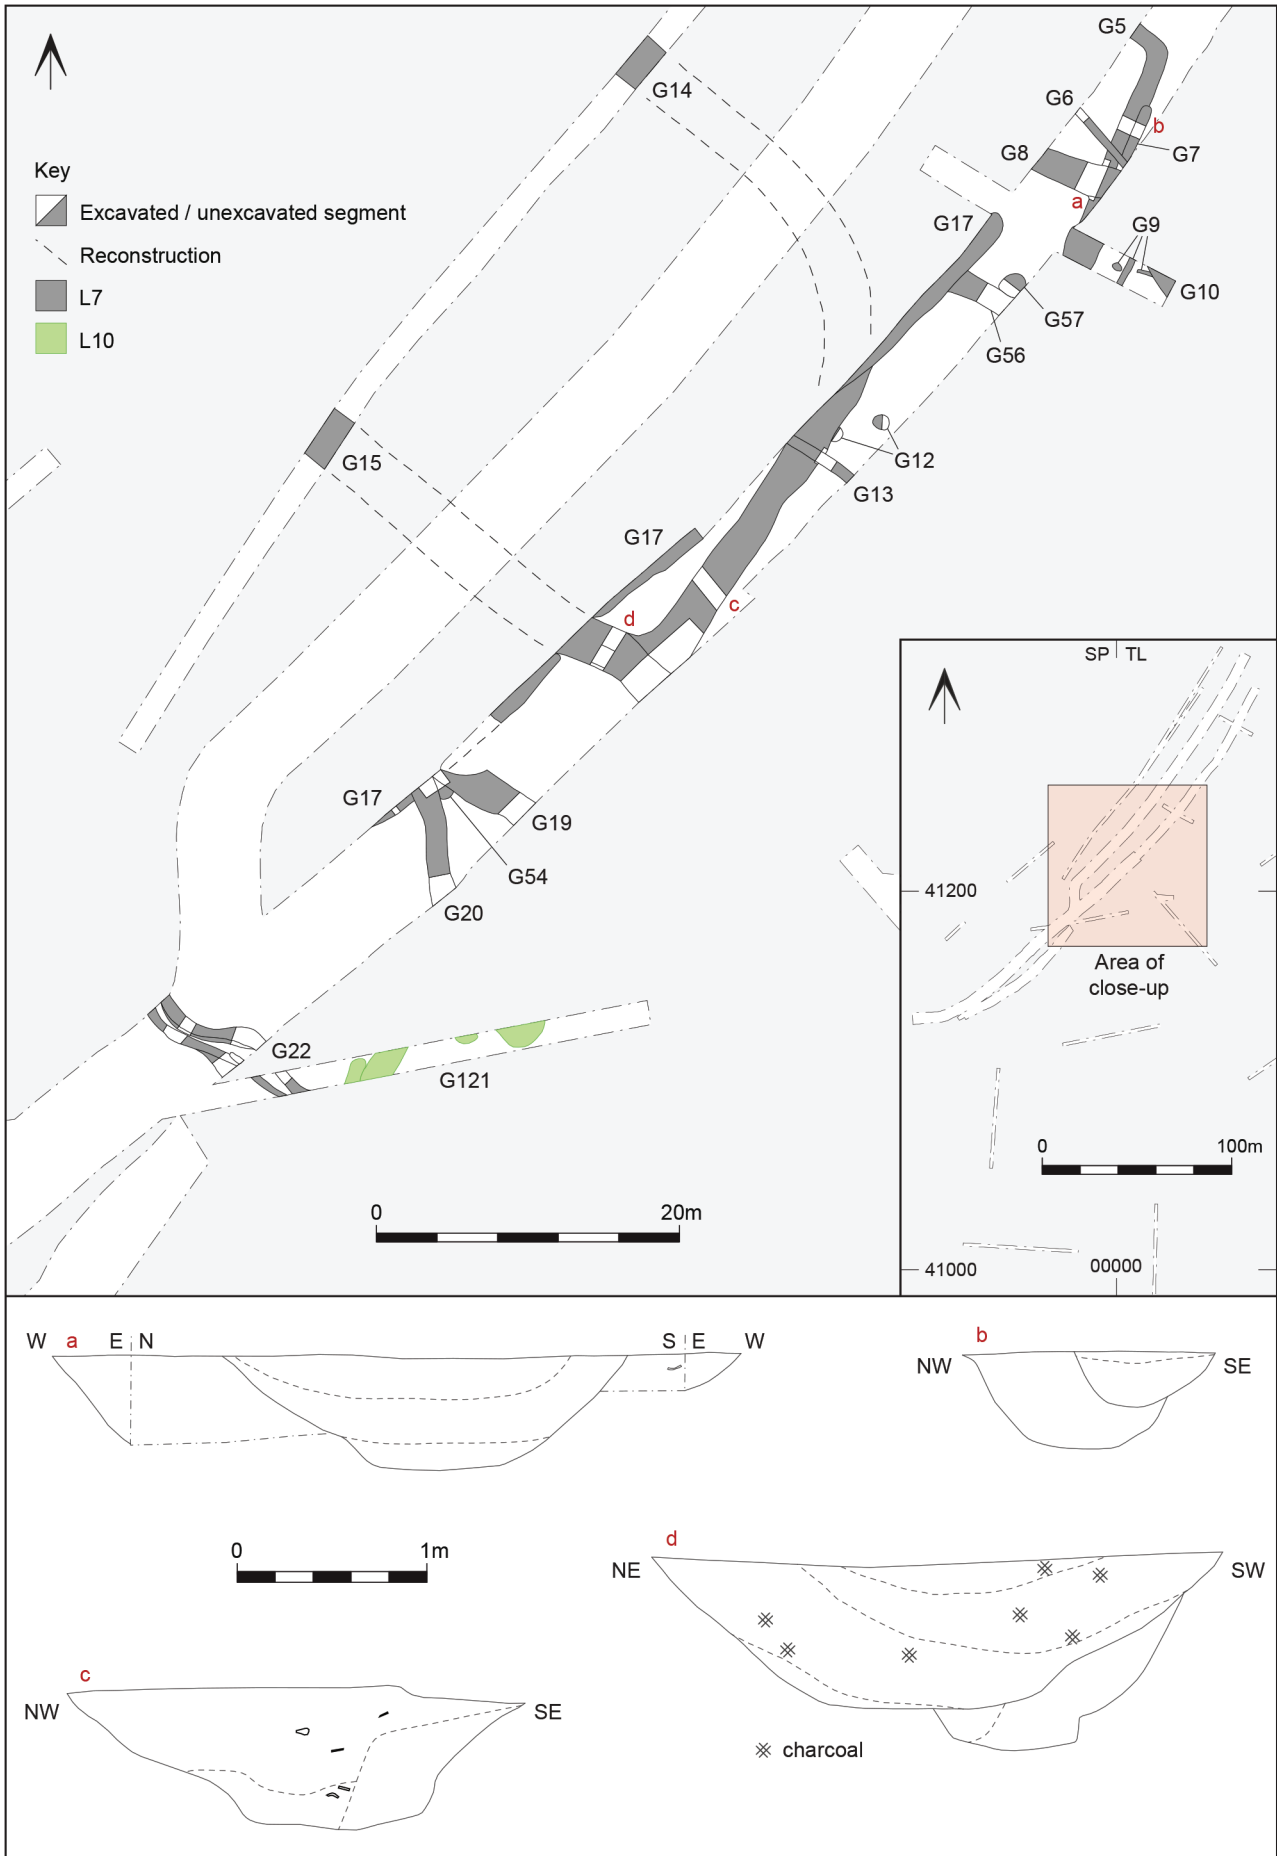 G5
G14
G6
b
G8
G7
Key
Excavated / unexcavated segment
a
G17
G9
Reconstruction
G10
L7
G57
L10
G56
G12
G15
G13
G17
c
d
SP TL
G17
G19
G54
41200
G20
Area of
close-up
G22
G121
0 100m
0 20m
41000
00000
W a E N S E W
b
NW SE
0 1m
d
NE SW
c
NW SE
charcoal